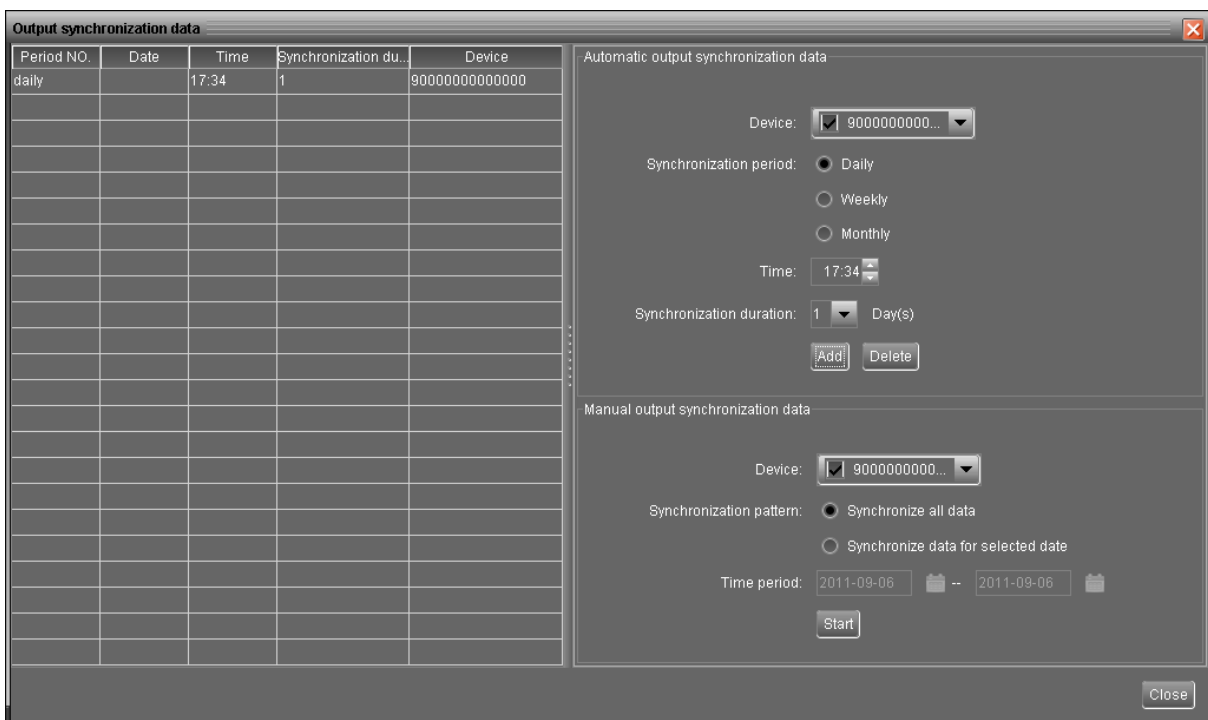 Output synchronization data
Period NO. Date Time Synchronization du... Device
daily 17:34 1 90000000000000
Automatic output synchronization data
Device: 9000000000...
Synchronization period: Daily
Weekly
Monthly
Time: 17:34
Synchronization duration: 1 Day(s)
Add Delete
Manual output synchronization data
Device: 9000000000...
Synchronization pattern: Synchronize all data
Synchronize data for selected date
Time period: 2011-09-06 -- 2011-09-06
Start
Close